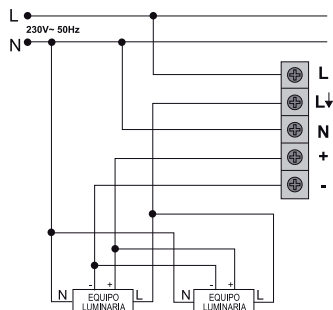 L
230V~ 50Hz
N
L
L↓
N
+
-
- +
N EQUIPO LUMINARIA L
- +
N EQUIPO LUMINARIA L